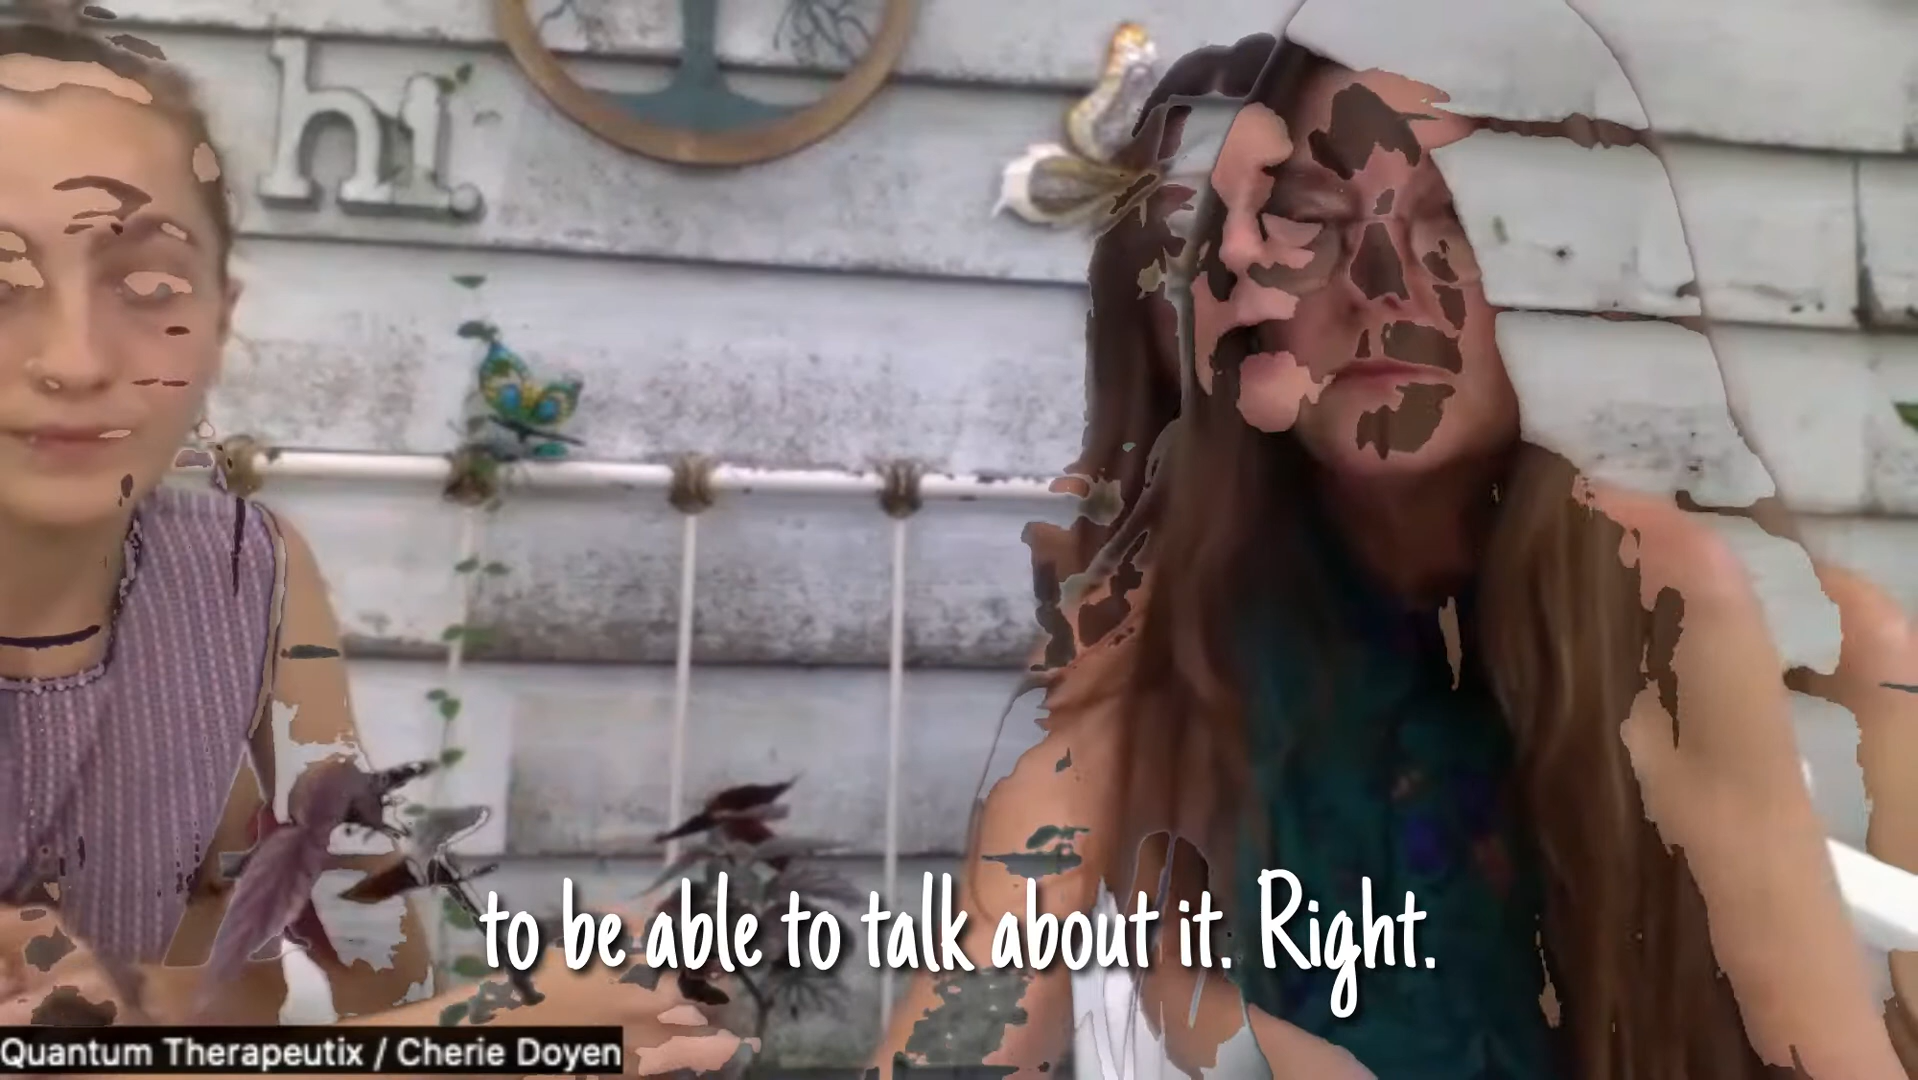 hi.
to be able to talk about it. Right.
Quantum Therapeutix / Cherie Doyen